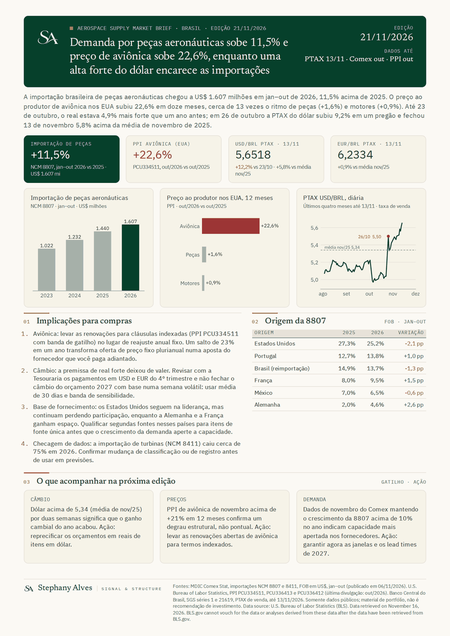 SA
AEROSPACE SUPPLY MARKET BRIEF · BRASIL · EDIÇÃO 21/11/2026
Demanda por peças aeronáuticas sobe 11,5% e
preço de aviônica sobe 22,6%, enquanto uma
alta forte do dólar encarece as importações
EDIÇÃO
21/11/2026
DADOS ATÉ
PTAX 13/11 · Comex out · PPI out
A importação brasileira de peças aeronáuticas chegou a US$ 1.607 milhões em jan–out de 2026, 11,5% acima de 2025. O preço ao
produtor de aviônica nos EUA subiu 22,6% em doze meses, cerca de 13 vezes o ritmo de peças (+1,6%) e motores (+0,9%). Até 23
de outubro, o real estava 4,9% mais forte que um ano antes; em 26 de outubro a PTAX do dólar subiu 9,2% em um pregão e fechou
13 de novembro 5,8% acima da média de novembro de 2025.
IMPORTAÇÃO DE PEÇAS
+11,5%
NCM 8807, jan–out 2026 vs 2025 ·
US$ 1.607 mi
PPI AVIÔNICA (EUA)
+22,6%
PCU334511, out/2026 vs out/2025
USD/BRL PTAX · 13/11
5,6518
+12,2% vs 23/10 · +5,8% vs média
nov/25
EUR/BRL PTAX · 13/11
6,2334
+5,9% vs média nov/25
Importação de peças aeronáuticas
NCM 8807 · jan–out · US$ milhões
1.022
1.232
1.440
1.607
2023
2024
2025
2026
Preço ao produtor nos EUA, 12 meses
PPI · out/2026 vs out/2025
Aviônica
+22,6%
Peças
+1,6%
Motores
+0,9%
PTAX USD/BRL, diária
Últimos quatro meses até 13/11 · taxa de venda
5,6
5,4
5,2
5,0
26/10 5,50
média nov/25 5,34
ago
set
out
nov
01 Implicações para compras
1. Aviônica: levar as renovações para cláusulas indexadas (PPI PCU334511
com banda de gatilho) no lugar de reajuste anual fixo. Um salto de 23%
em um ano transforma oferta de preço fixo plurianual numa aposta do
fornecedor que você paga adiantado.
2. Câmbio: a premissa de real forte deixou de valer. Revisar com a
Tesouraria os pagamentos em USD e EUR do 4º trimestre e não fechar o
câmbio do orçamento 2027 com base numa semana volátil: usar média
de 30 dias e banda de sensibilidade.
3. Base de fornecimento: os Estados Unidos seguem na liderança, mas
continuam perdendo participação, enquanto a Alemanha e a França
ganham espaço. Qualificar segundas fontes nesses países para itens de
fonte única antes que o crescimento da demanda aperte a capacidade.
4. Checagem de dados: a importação de turbinas (NCM 8411) caiu cerca de
75% em 2026. Confirmar mudança de classificação ou de registro antes
de usar em previsões.
02 Origem da 8807
FOB · JAN–OUT
ORIGEM 2025 2026 VARIAÇÃO
Estados Unidos 27,3% 25,2% −2,1 pp
Portugal 12,7% 13,8% +1,0 pp
Brasil (reimportação) 14,9% 13,7% −1,3 pp
França 8,0% 9,5% +1,5 pp
México 7,0% 6,5% −0,6 pp
Alemanha 2,0% 4,6% +2,6 pp
03 O que acompanhar na próxima edição
GATILHO · AÇÃO
CÂMBIO
Dólar acima de 5,34 (média de nov/25)
por duas semanas significa que o ganho
cambial do ano acabou. Ação:
reprecificar os orçamentos em reais de
itens em dólar.
PREÇOS
PPI de aviônica de novembro acima de
+21% em 12 meses confirma um
degrau estrutural, não pontual. Ação:
levar as renovações abertas de aviônica
para termos indexados.
DEMANDA
Dados de novembro do Comex mantendo
o crescimento da 8807 acima de 10%
no ano indicam capacidade mais
apertada nos fornecedores. Ação:
garantir agora as janelas e os lead times
de 2027.
SA Stephany Alves SIGNAL & STRUCTURE
Fontes: MDIC Comex Stat, importações NCM 8807 e 8411, FOB em US$, jan–out (publicado em 06/11/2026). U.S.
Bureau of Labor Statistics, PPI PCU334511, PCU336413 e PCU336412 (última divulgação: out/2026). Banco Central do
Brasil, SGS séries 1 e 21619, PTAX de venda, até 13/11/2026. Somente dados públicos; material de portfólio, não é
recomendação de investimento. Data source: U.S. Bureau of Labor Statistics (BLS). Data retrieved on November 16,
2026. BLS.gov cannot vouch for the data or analyses derived from these data after the data have been retrieved from
BLS.gov.